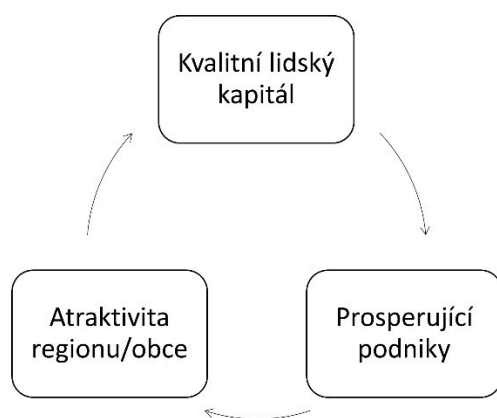 Kvalitní lidský
kapitál
Atraktivita
regionu/obce
Prosperující
podniky